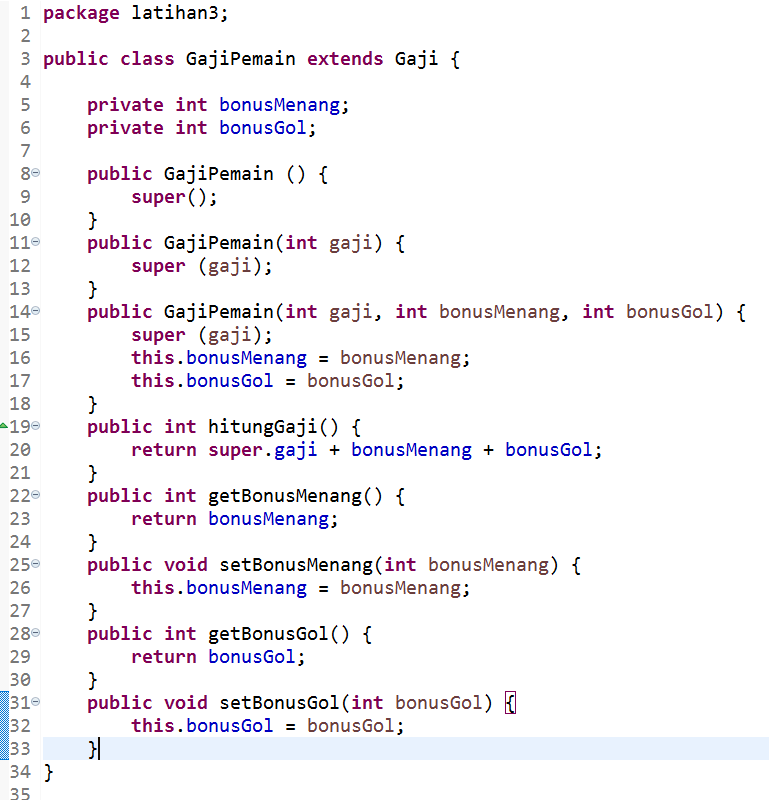 1 package latihan3;
2
3 public class GajiPemain extends Gaji {
4
5     private int bonusMenang;
6     private int bonusGol;
7
8     public GajiPemain () {
9         super();
10     }
11     public GajiPemain(int gaji) {
12         super (gaji);
13     }
14     public GajiPemain(int gaji, int bonusMenang, int bonusGol) {
15         super (gaji);
16         this.bonusMenang = bonusMenang;
17         this.bonusGol = bonusGol;
18     }
19     public int hitungGaji() {
20         return super.gaji + bonusMenang + bonusGol;
21     }
22     public int getBonusMenang() {
23         return bonusMenang;
24     }
25     public void setBonusMenang(int bonusMenang) {
26         this.bonusMenang = bonusMenang;
27     }
28     public int getBonusGol() {
29         return bonusGol;
30     }
31     public void setBonusGol(int bonusGol) {
32         this.bonusGol = bonusGol;
33     }
34 }
35